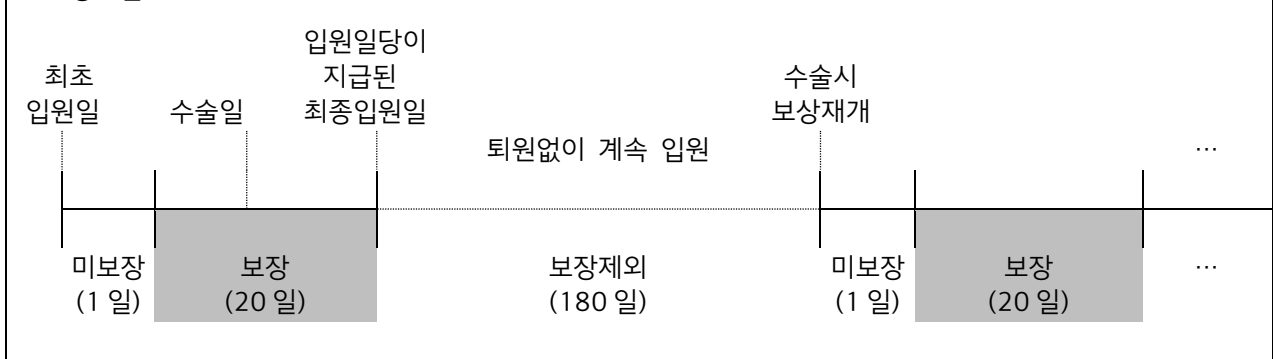 최초
입원일
수술일
입원일당이
지급된
최종입원일
퇴원없이 계속 입원
수술시
보상재개
…
미보장
(1 일)
보장
(20 일)
보장제외
(180 일)
미보장
(1 일)
보장
(20 일)
…